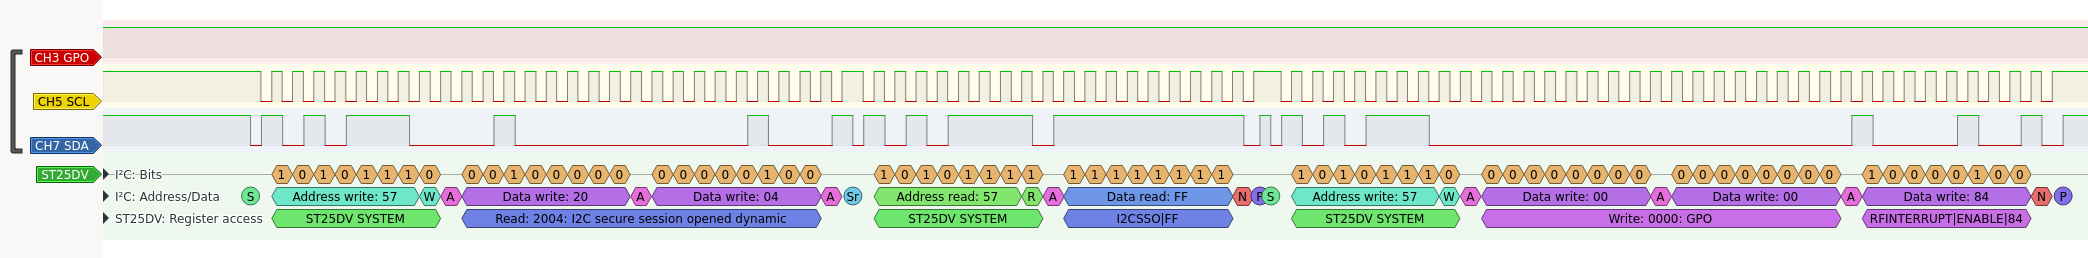 CH3 GPO
CH5 SCL
CH7 SDA
ST25DV I²C: Bits 1 0 1 0 1 1 1 0 0 0 1 0 0 0 0 0 0 0 0 0 0 1 0 0 1 0 1 0 1 1 1 1 1 1 1 1 1 1 1 1 1 0 1 0 1 1 1 0 0 0 0 0 0 0 0 0 0 0 0 0 0 0 0 0 1 0 0 0 0 1 0 0
I²C: Address/Data S Address write: 57 W A Data write: 20 A Data write: 04 A Sr Address read: 57 R A Data read: FF N P S Address write: 57 W A Data write: 00 A Data write: 00 A Data write: 84 N P
ST25DV: Register access ST25DV SYSTEM Read: 2004: I2C secure session opened dynamic ST25DV SYSTEM I2CSSO|FF ST25DV SYSTEM Write: 0000: GPO RFINTERRUPT|ENABLE|84